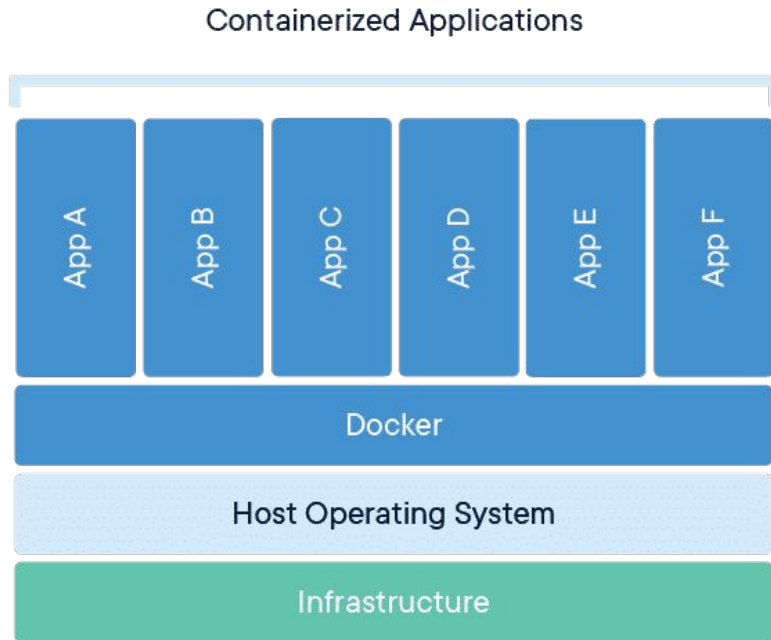 Containerized Applications
App A
App B
App C
App D
App E
App F
Docker
Host Operating System
Infrastructure